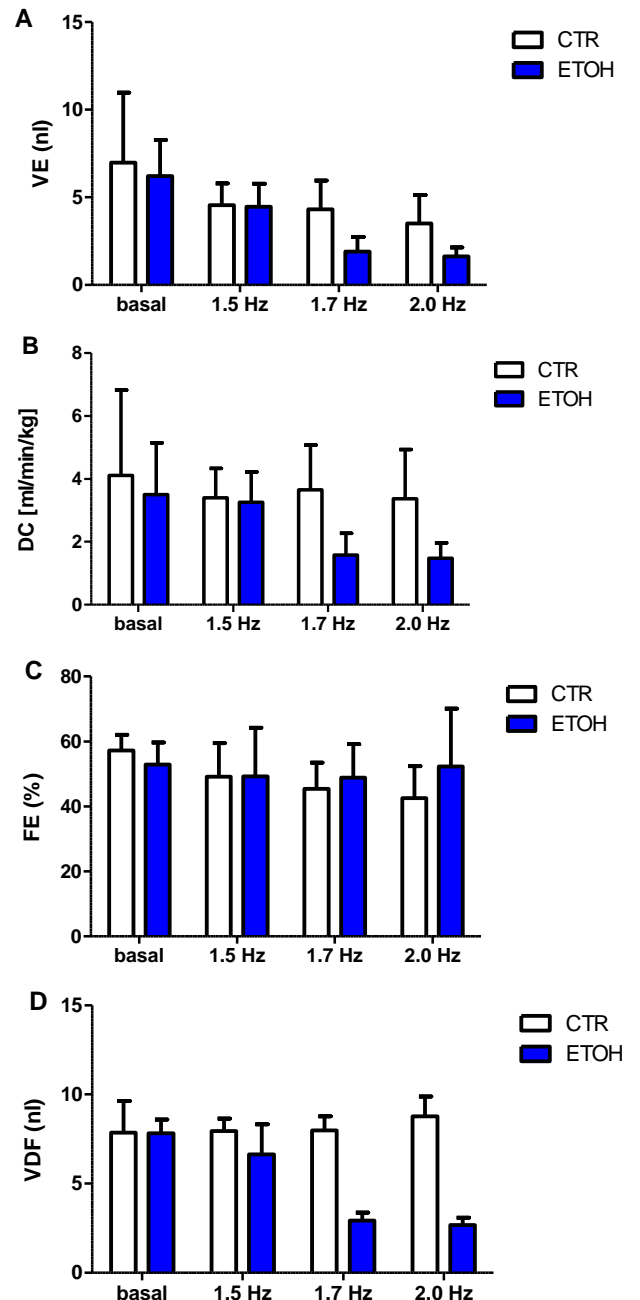 A
15
10
5
0
VE (nl)
basal 1.5 Hz 1.7 Hz 2.0 Hz
CTR
ETOH
B
8
6
4
2
0
DC [ml/min/kg]
basal 1.5 Hz 1.7 Hz 2.0 Hz
CTR
ETOH
C
80
60
40
20
0
FE (%)
basal 1.5 Hz 1.7 Hz 2.0 Hz
CTR
ETOH
D
15
10
5
0
VDF (nl)
basal 1.5 Hz 1.7 Hz 2.0 Hz
CTR
ETOH